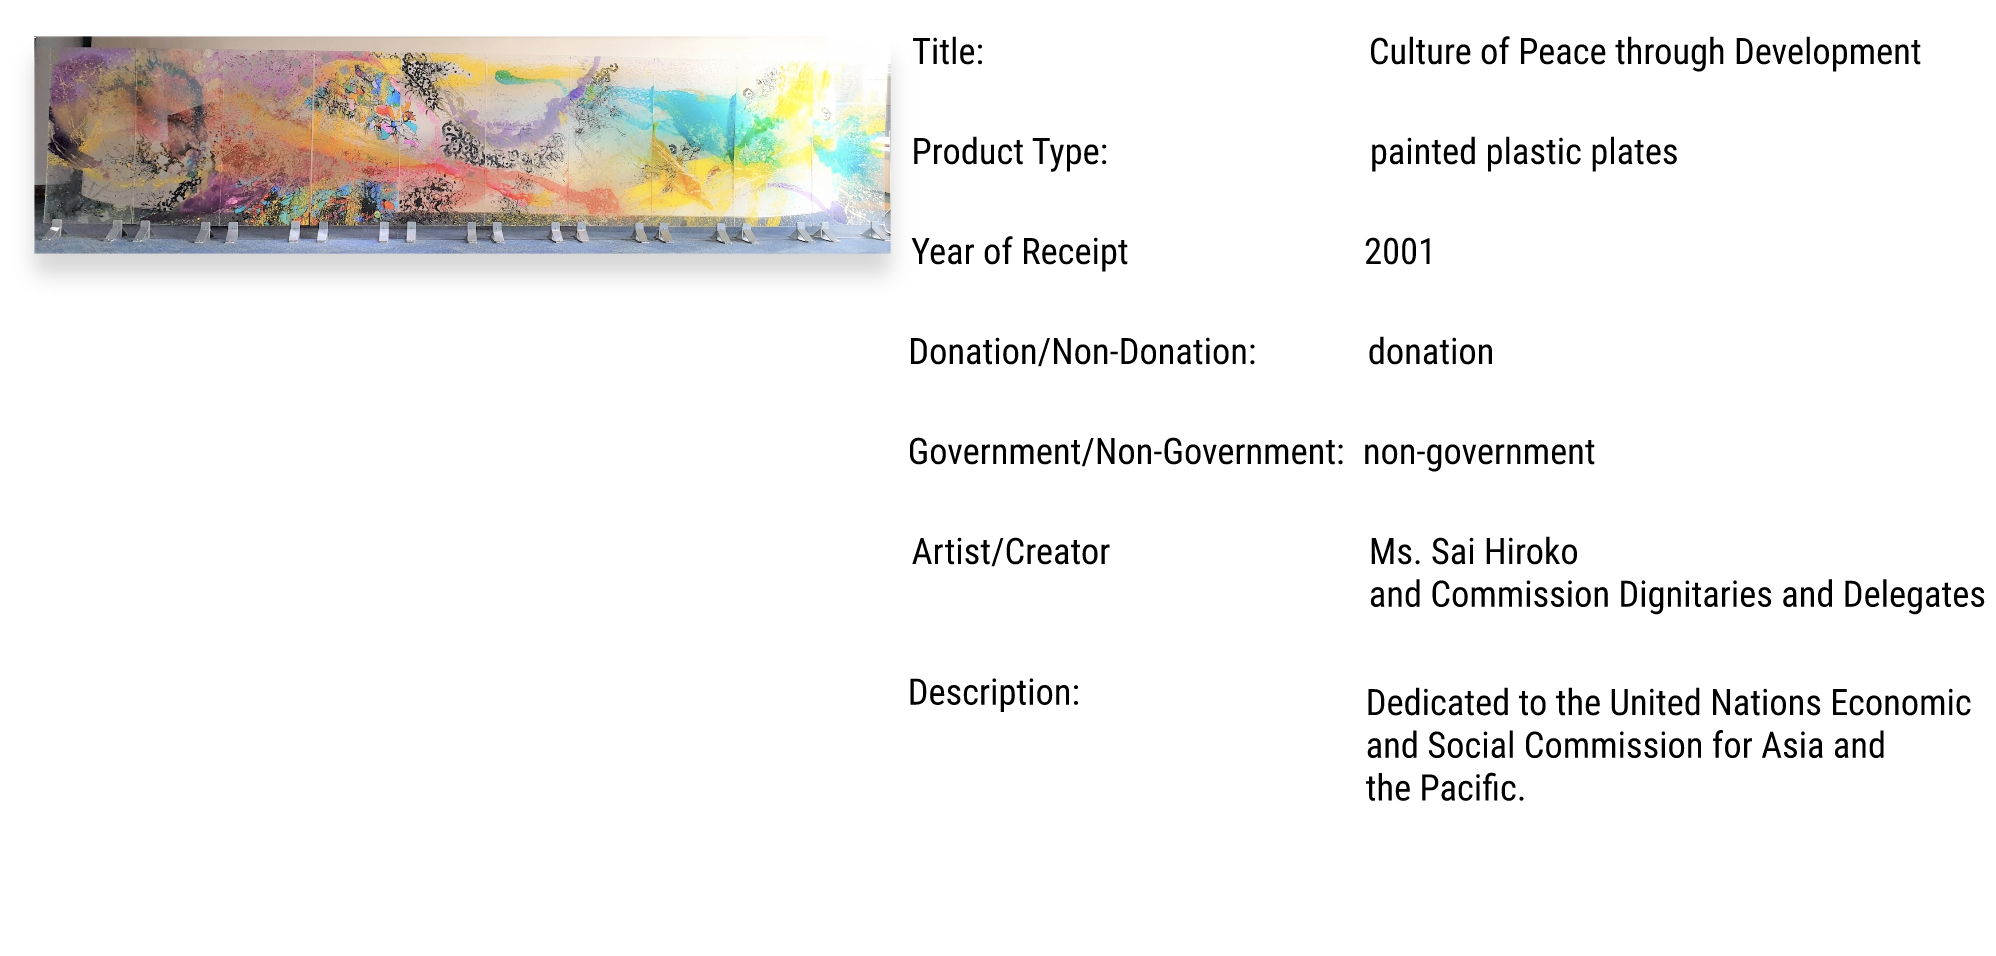 Title: Culture of Peace through Development
Product Type: painted plastic plates
Year of Receipt 2001
Donation/Non-Donation: donation
Government/Non-Government: non-government
Artist/Creator Ms. Sai Hiroko
and Commission Dignitaries and Delegates
Description: Dedicated to the United Nations Economic
and Social Commission for Asia and
the Pacific.